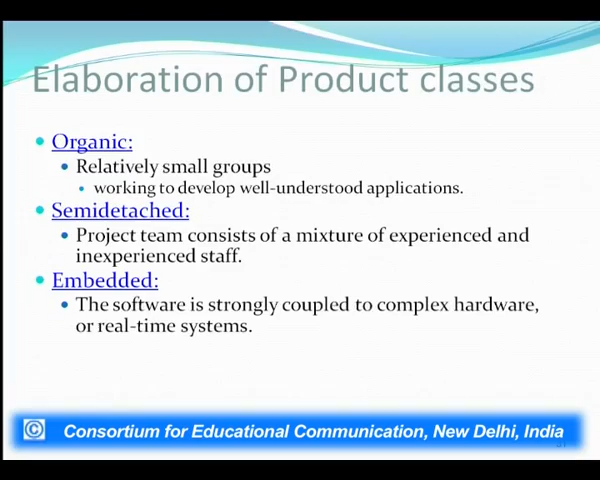 Elaboration of Product classes
Organic:
Relatively small groups
working to develop well-understood applications.
Semidetached:
Project team consists of a mixture of experienced and
inexperienced staff.
Embedded:
The software is strongly coupled to complex hardware,
or real-time systems.
© Consortium for Educational Communication, New Delhi, India